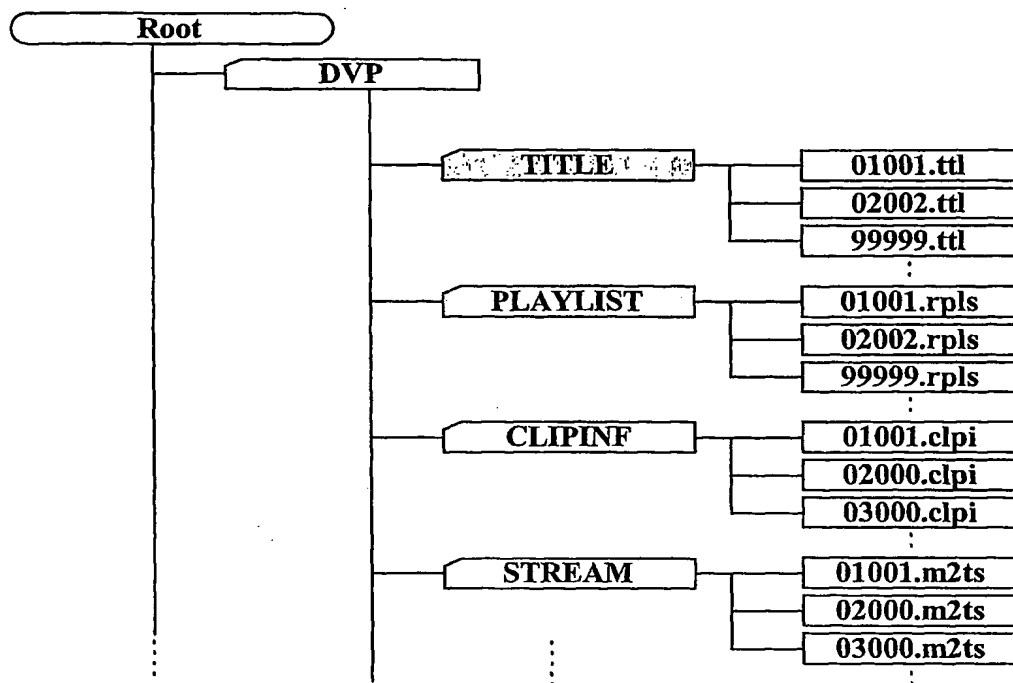 Root
DVP
TITLE
01001.ttl
02002.ttl
99999.ttl
PLAYLIST
01001.rpls
02002.rpls
99999.rpls
CLIPINF
01001.clpi
02000.clpi
03000.clpi
STREAM
01001.m2ts
02000.m2ts
03000.m2ts